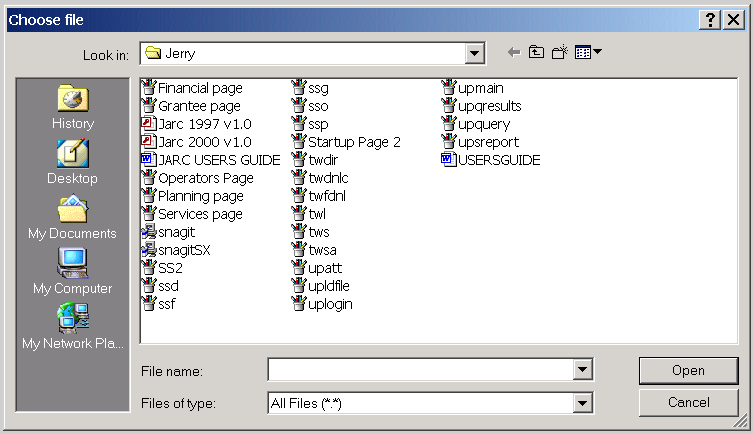 Choose file
Look in: Jerry
History
Desktop
My Documents
My Computer
My Network Pla...
Financial page
Grantee page
Jarc 1997 v1.0
Jarc 2000 v1.0
JARC USERS GUIDE
Operators Page
Planning page
Services page
snagit
snagitSX
SS2
ssd
ssf
ssg
sso
ssp
Startup Page 2
twdir
twdnlc
twfdnl
twl
tws
twsa
upatt
upldfile
uplogin
upmain
upqresults
upquery
upsreport
USERSGUIDE
File name:
Open
Files of type: All Files (*.*)
Cancel